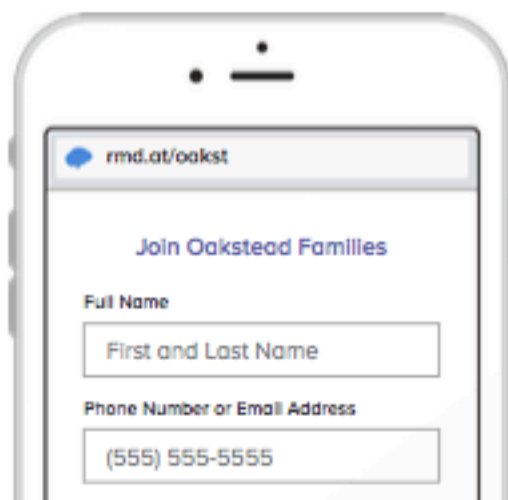 rmd.at/oakst
Join Oakstead Families
Full Name
First and Last Name
Phone Number or Email Address
(555) 555-5555